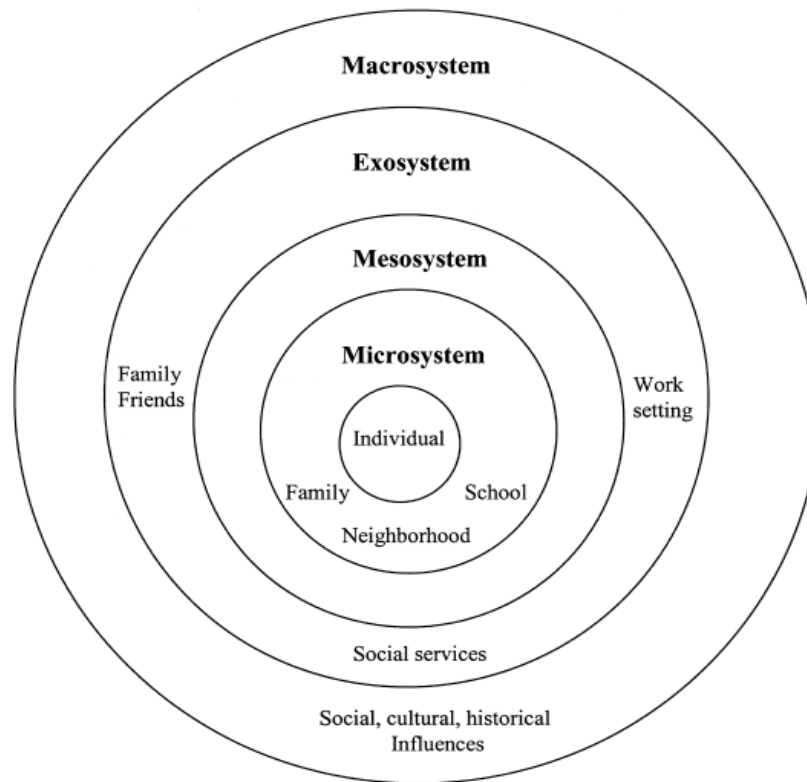 Macrosystem
Exosystem
Mesosystem
Microsystem
Family
Friends
Work
setting
Individual
Family
School
Neighborhood
Social services
Social, cultural, historical
Influences